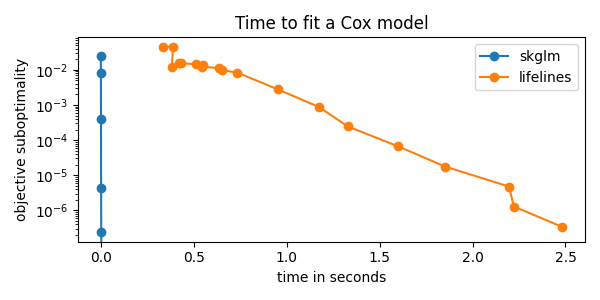 Time to fit a Cox model
objective suboptimality
10⁻²
10⁻³
10⁻⁴
10⁻⁵
10⁻⁶
skglm
lifelines
0.0 0.5 1.0 1.5 2.0 2.5
time in seconds